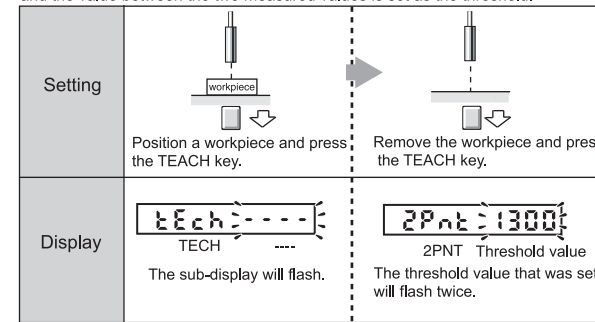 and the value between the two measured values is set as the threshold.
Setting
workpiece
Position a workpiece and press
the TEACH key.
Remove the workpiece and press
the TEACH key.
Display
tEch - - - -
TECH ----
The sub-display will flash.
2Pnt 1300
2PNT Threshold value
The threshold value that was set
will flash twice.